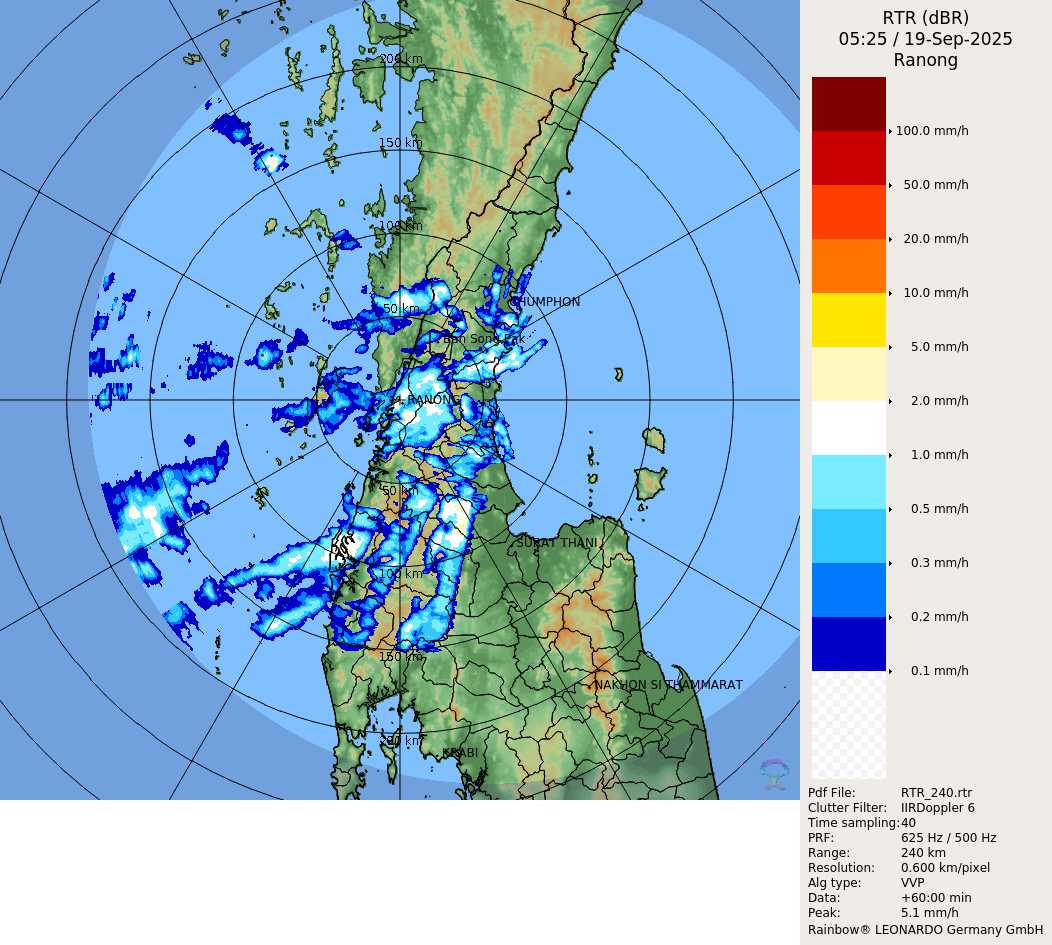 RTR (dBR)
05:25 / 19-Sep-2025
Ranong
200 km
150 km
100 km
50 km
CHUMPHON
Ban Song Pak
RANONG
50 km
SURAT THANI
100 km
150 km
NAKHON SI THAMMARAT
200 km
KRABI
100.0 mm/h
50.0 mm/h
20.0 mm/h
10.0 mm/h
5.0 mm/h
2.0 mm/h
1.0 mm/h
0.5 mm/h
0.3 mm/h
0.2 mm/h
0.1 mm/h
Pdf File: RTR_240.rtr
Clutter Filter: IIRDoppler 6
Time sampling:40
PRF: 625 Hz / 500 Hz
Range: 240 km
Resolution: 0.600 km/pixel
Alg type: VVP
Data: +60:00 min
Peak: 5.1 mm/h
Rainbow® LEONARDO Germany GmbH